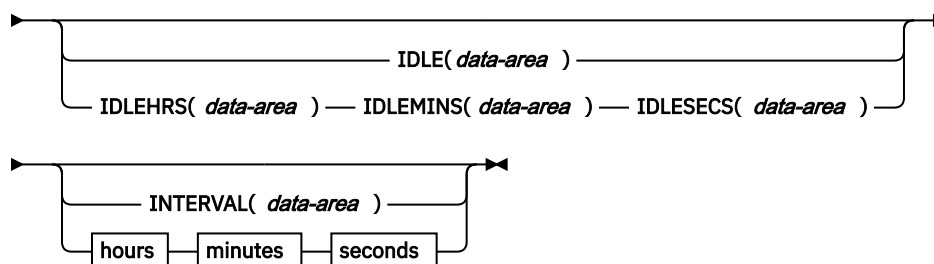 IDLE( data-area )
IDLEHRS( data-area ) IDLEMINS( data-area ) IDLESECS( data-area )
INTERVAL( data-area )
hours minutes seconds